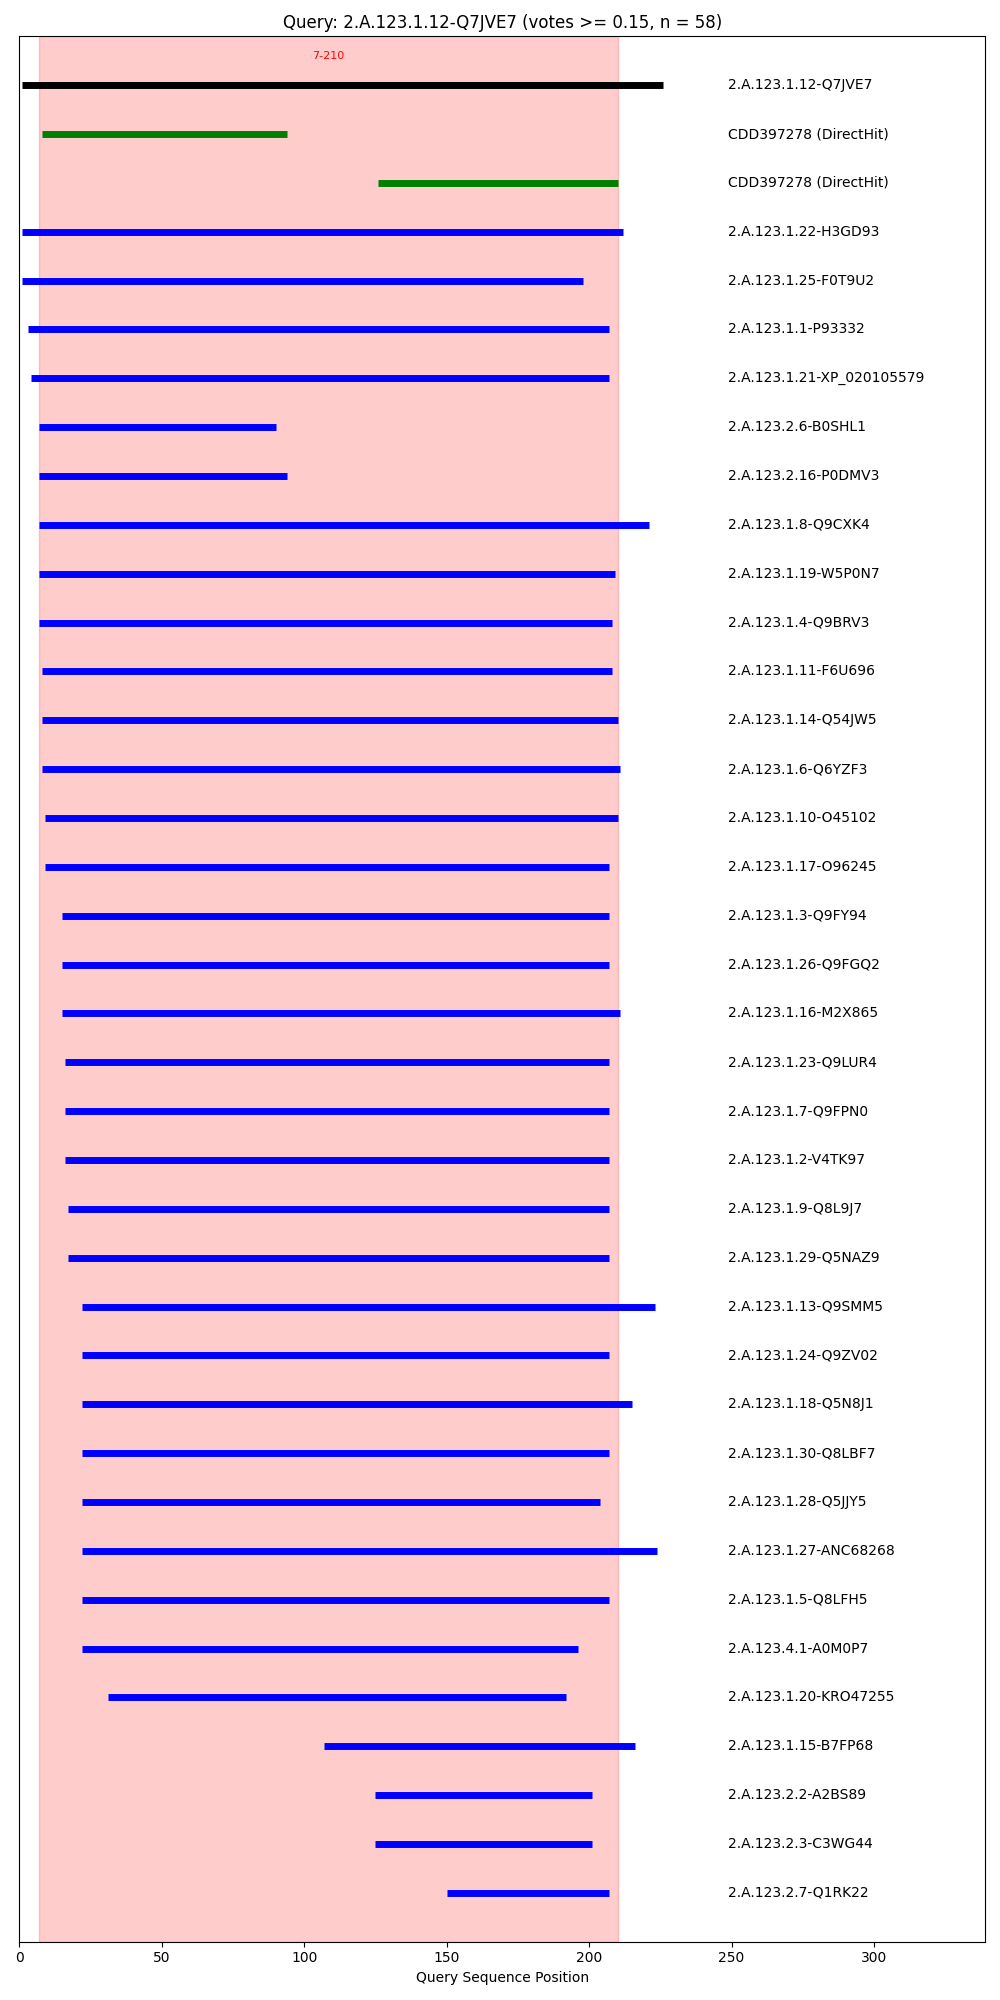 Query: 2.A.123.1.12-Q7JVE7 (votes >= 0.15, n = 58)
7-210
2.A.123.1.12-Q7JVE7
CDD397278 (DirectHit)
CDD397278 (DirectHit)
2.A.123.1.22-H3GD93
2.A.123.1.25-F0T9U2
2.A.123.1.1-P93332
2.A.123.1.21-XP_020105579
2.A.123.2.6-B0SHL1
2.A.123.2.16-P0DMV3
2.A.123.1.8-Q9CXK4
2.A.123.1.19-W5P0N7
2.A.123.1.4-Q9BRV3
2.A.123.1.11-F6U696
2.A.123.1.14-Q54JW5
2.A.123.1.6-Q6YZF3
2.A.123.1.10-O45102
2.A.123.1.17-O96245
2.A.123.1.3-Q9FY94
2.A.123.1.26-Q9FGQ2
2.A.123.1.16-M2X865
2.A.123.1.23-Q9LUR4
2.A.123.1.7-Q9FPN0
2.A.123.1.2-V4TK97
2.A.123.1.9-Q8L9J7
2.A.123.1.29-Q5NAZ9
2.A.123.1.13-Q9SMM5
2.A.123.1.24-Q9ZV02
2.A.123.1.18-Q5N8J1
2.A.123.1.30-Q8LBF7
2.A.123.1.28-Q5JJY5
2.A.123.1.27-ANC68268
2.A.123.1.5-Q8LFH5
2.A.123.4.1-A0M0P7
2.A.123.1.20-KRO47255
2.A.123.1.15-B7FP68
2.A.123.2.2-A2BS89
2.A.123.2.3-C3WG44
2.A.123.2.7-Q1RK22
0 50 100 150 200 250 300
Query Sequence Position